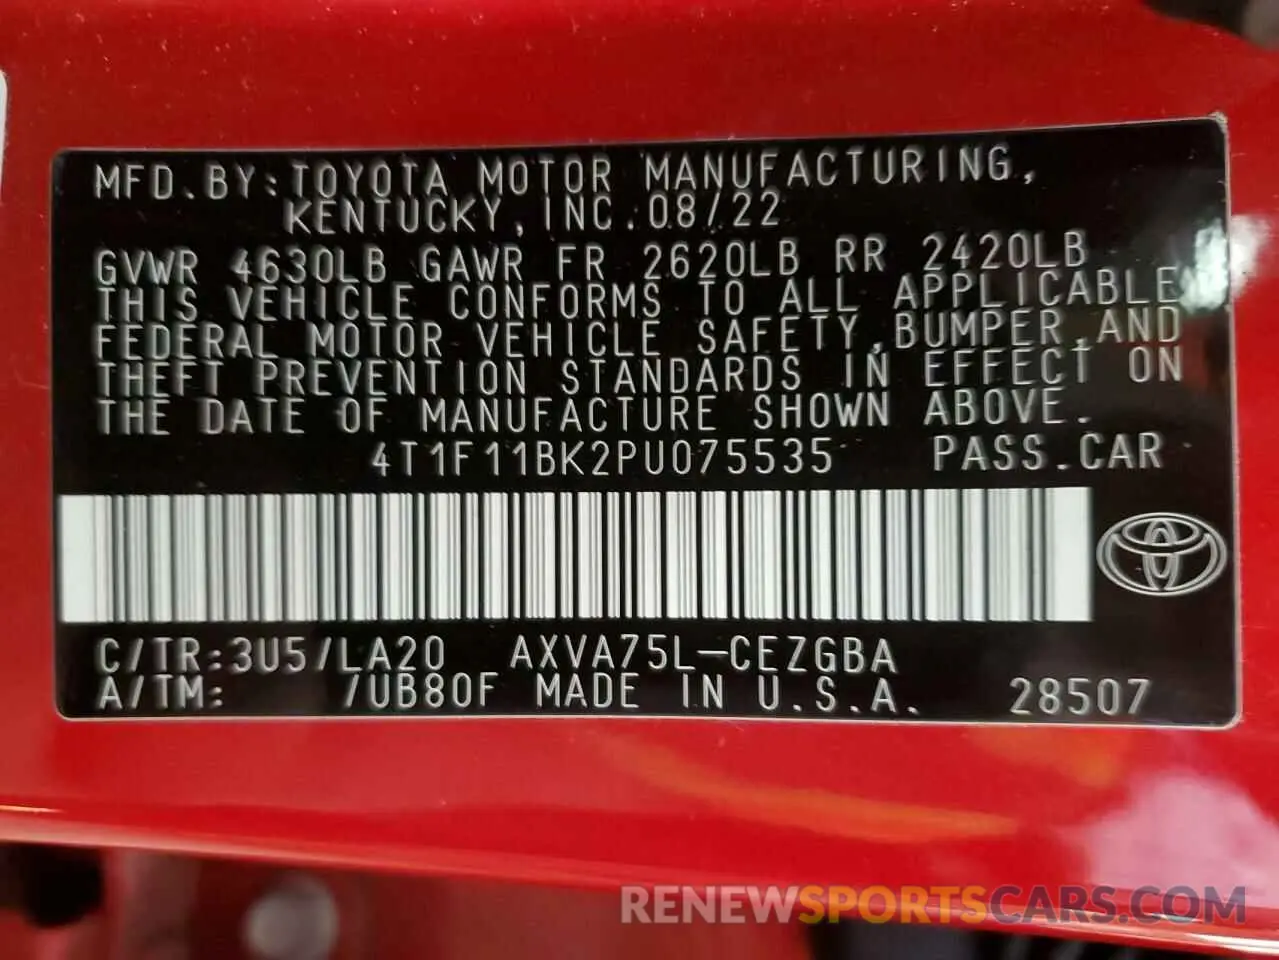 MFD.BY:TOYOTA MOTOR MANUFACTURING,
KENTUCKY,INC.08/22
GVWR 4630LB GAWR FR 2620LB RR 2420LB
THIS VEHICLE CONFORMS TO ALL APPLICABLE
FEDERAL MOTOR VEHICLE SAFETY,BUMPER,AND
THEFT PREVENTION STANDARDS IN EFFECT ON
THE DATE OF MANUFACTURE SHOWN ABOVE.
4T1F11BK2PU075535 PASS.CAR
C/TR:3U5/LA20 AXVA75L-CEZGBA
A/TM: /UB80F MADE IN U.S.A. 28507
RENEWSPORTSCARS.COM